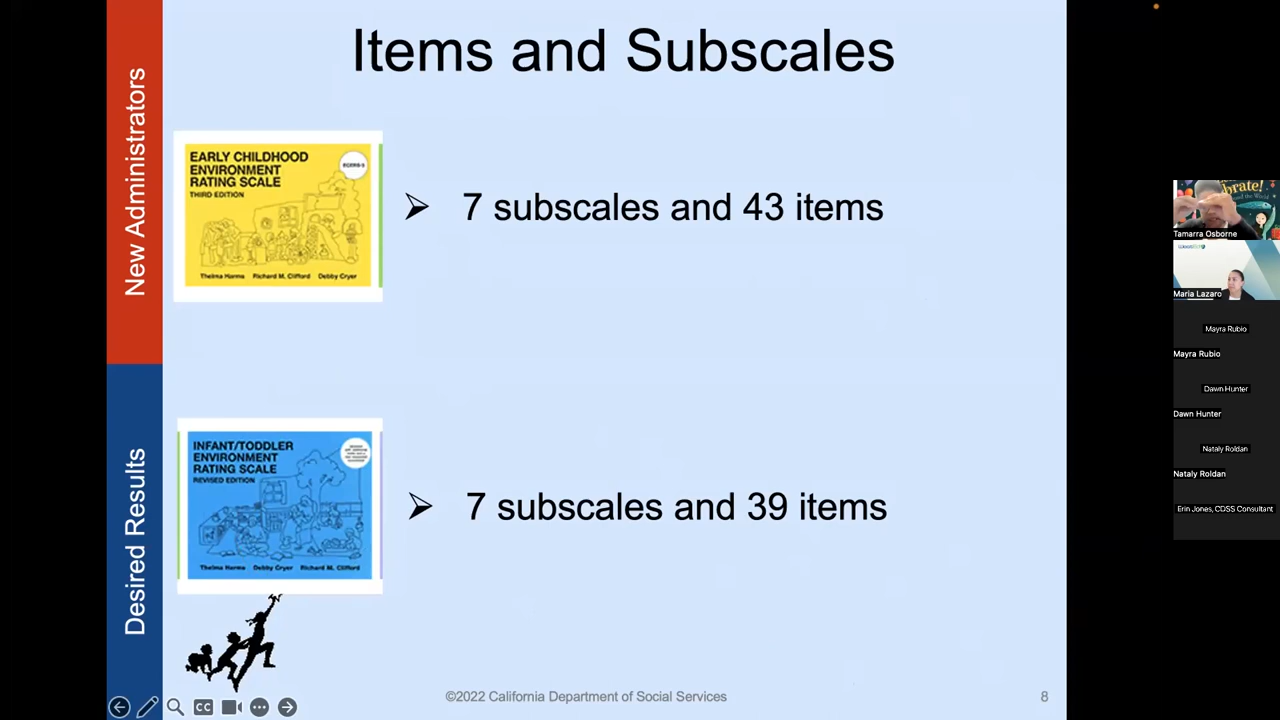 Items and Subscales
New Administrators
Desired Results
EARLY CHILDHOOD
ENVIRONMENT
RATING SCALE
THIRD EDITION
ECERS-3
Thelma Harms Richard M. Clifford Debby Cryer
➢ 7 subscales and 43 items
INFANT/TODDLER
ENVIRONMENT
RATING SCALE
REVISED EDITION
Thelma Harms Debby Cryer Richard M. Clifford
➢ 7 subscales and 39 items
©2022 California Department of Social Services
8
CC
Tamarra Osborne
Maria Lazaro
Mayra Rubio
Mayra Rubio
Dawn Hunter
Dawn Hunter
Nataly Roldan
Nataly Roldan
Erin Jones, CDSS Consultant